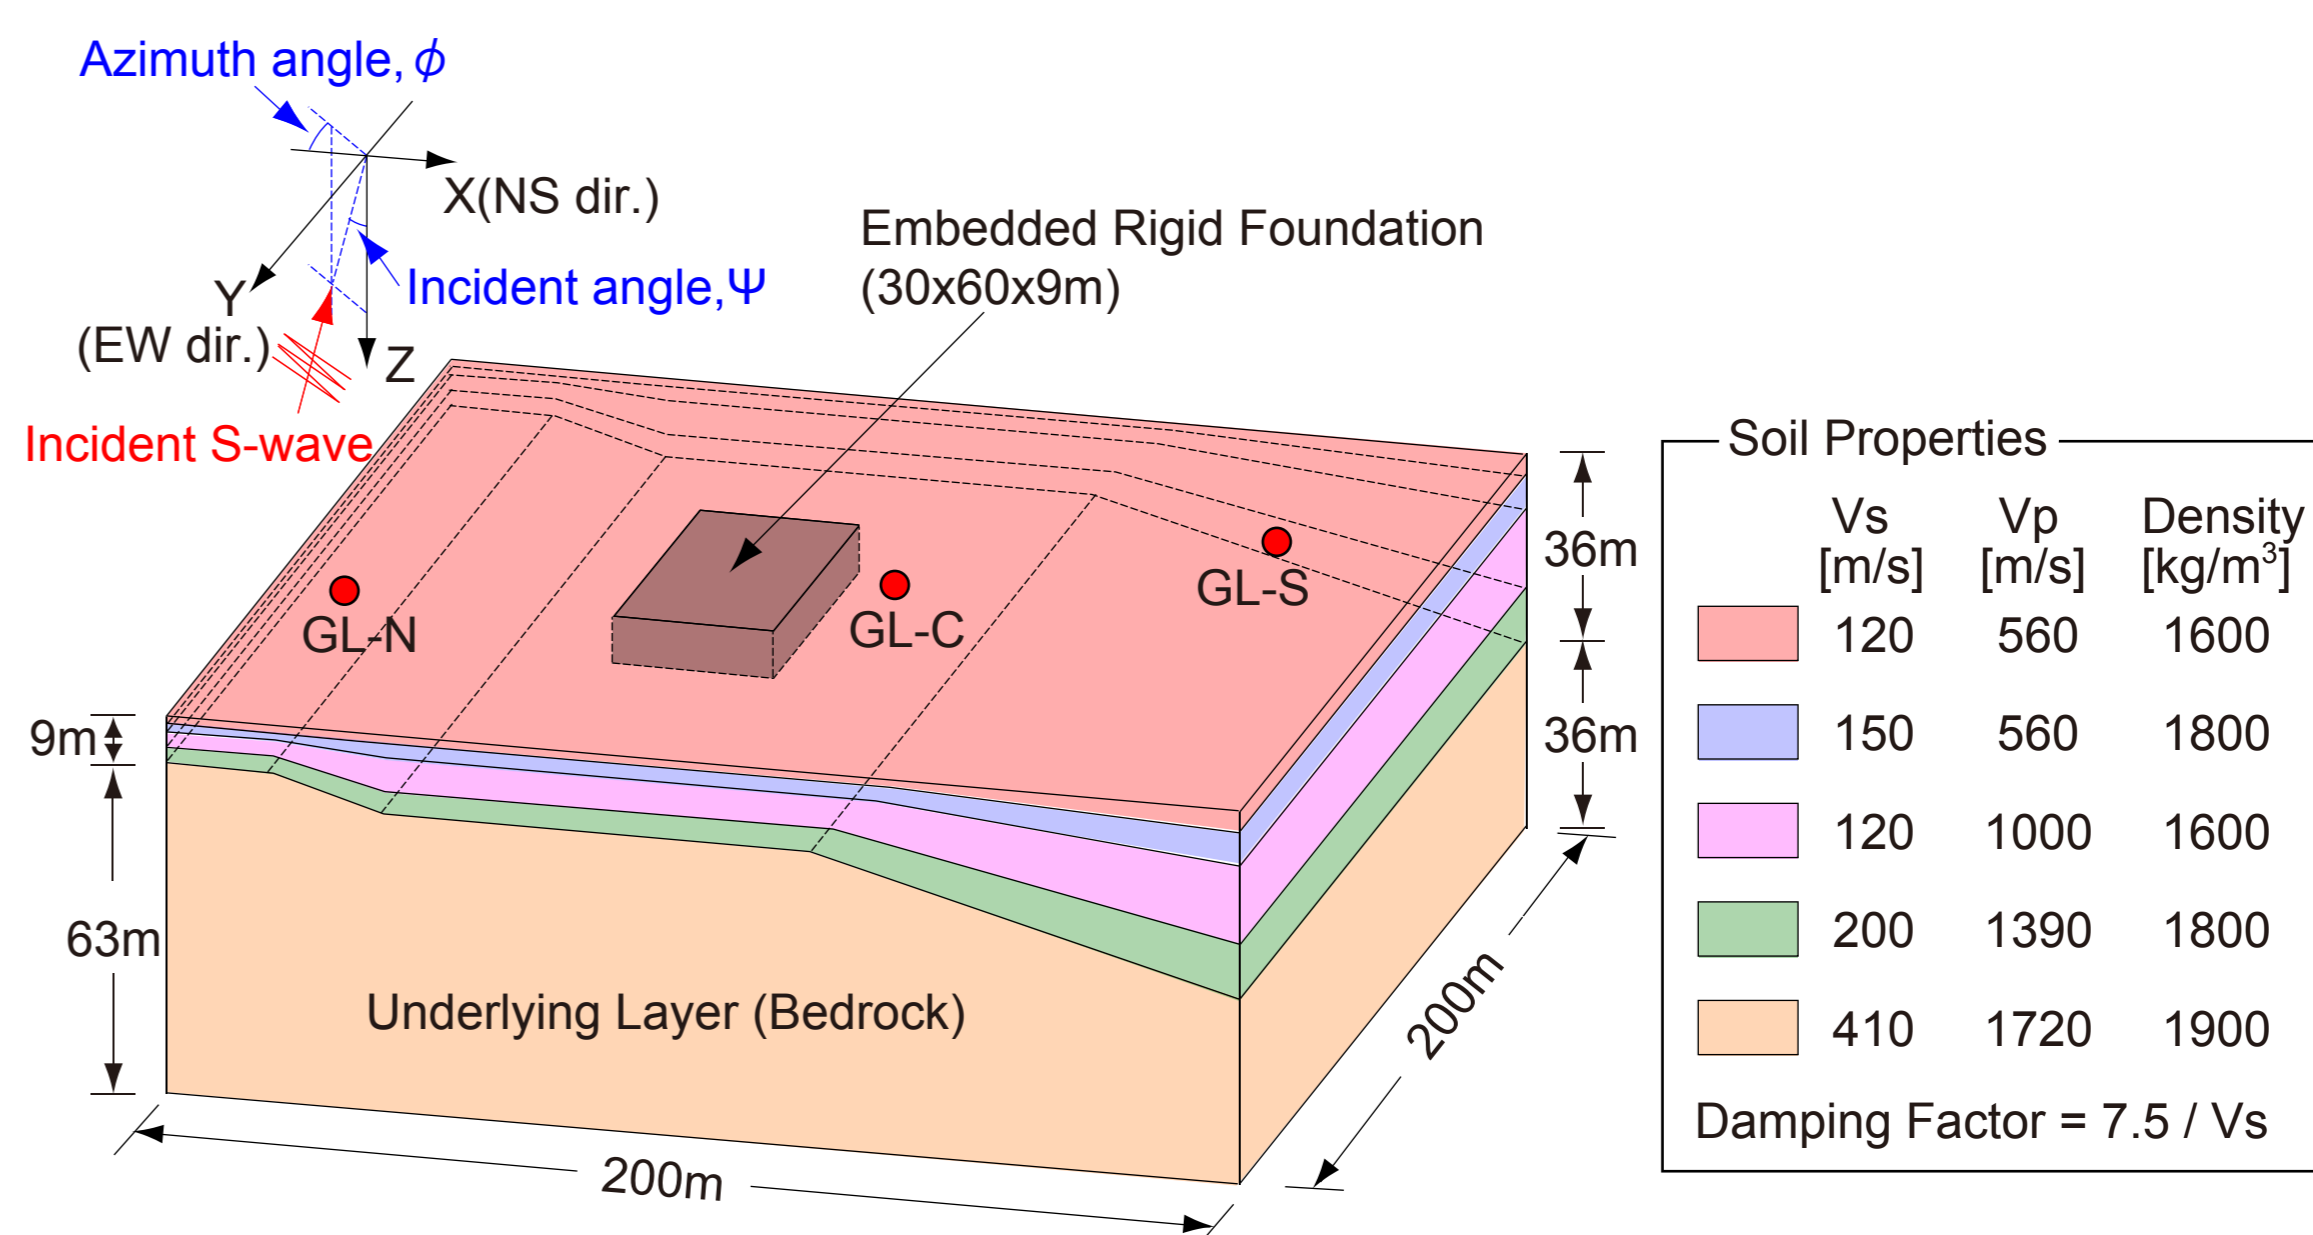 Azimuth angle, ϕ
X(NS dir.)
Y
(EW dir.)
Incident angle,Ψ
Z
Incident S-wave
Embedded Rigid Foundation
(30x60x9m)
GL-N
GL-C
GL-S
9m
63m
36m
36m
200m
200m
Underlying Layer (Bedrock)
Soil Properties
Vs Vp Density
[m/s] [m/s] [kg/m³]
120 560 1600
150 560 1800
120 1000 1600
200 1390 1800
410 1720 1900
Damping Factor = 7.5 / Vs